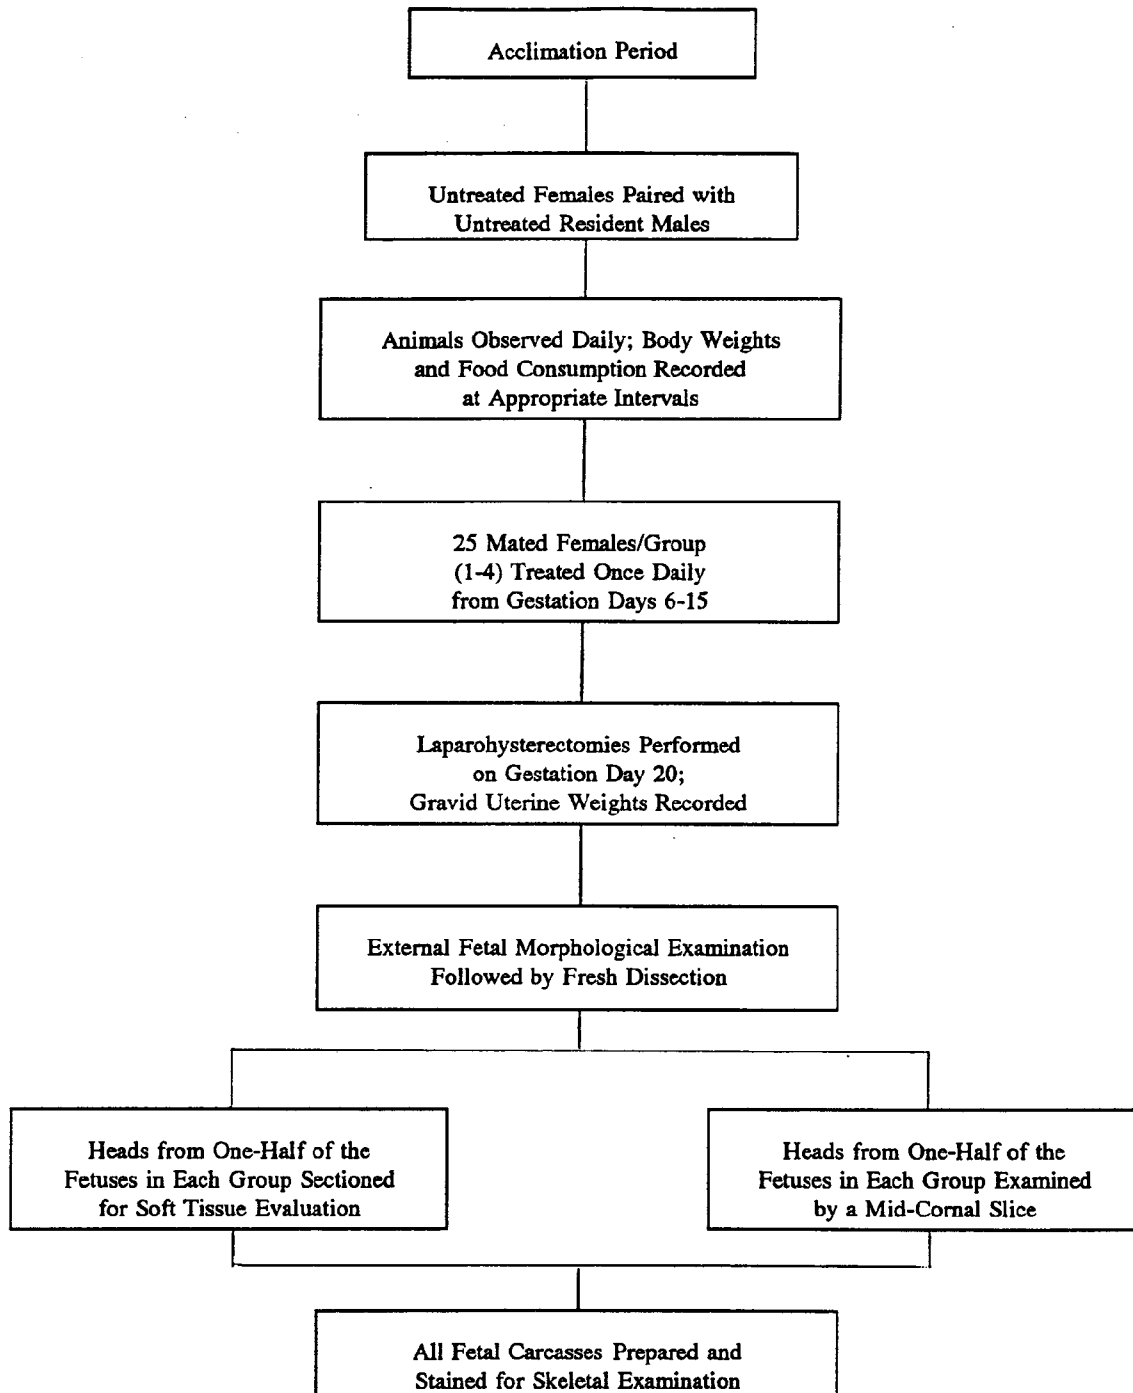 Acclimation Period
Untreated Females Paired with
Untreated Resident Males
Animals Observed Daily; Body Weights
and Food Consumption Recorded
at Appropriate Intervals
25 Mated Females/Group
(1-4) Treated Once Daily
from Gestation Days 6-15
Laparohysterectomies Performed
on Gestation Day 20;
Gravid Uterine Weights Recorded
External Fetal Morphological Examination
Followed by Fresh Dissection
Heads from One-Half of the
Fetuses in Each Group Sectioned
for Soft Tissue Evaluation
Heads from One-Half of the
Fetuses in Each Group Examined
by a Mid-Cornal Slice
All Fetal Carcasses Prepared and
Stained for Skeletal Examination